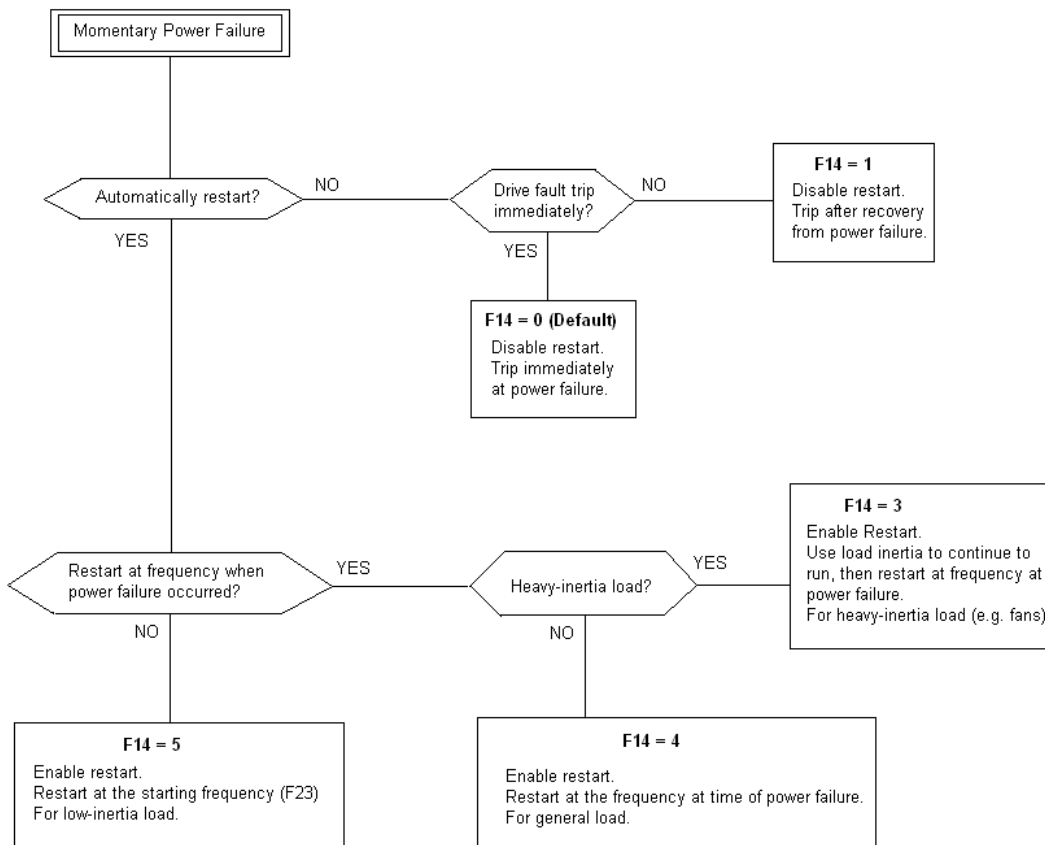 Momentary Power Failure
Automatically restart?
NO
Drive fault trip
immediately?
NO
F14 = 1
Disable restart.
Trip after recovery
from power failure.
YES
YES
F14 = 0 (Default)
Disable restart.
Trip immediately
at power failure.
Restart at frequency when
power failure occurred?
YES
Heavy-inertia load?
YES
F14 = 3
Enable Restart.
Use load inertia to continue to
run, then restart at frequency at
power failure.
For heavy-inertia load (e.g. fans)
NO
NO
F14 = 5
Enable restart.
Restart at the starting frequency (F23)
For low-inertia load.
F14 = 4
Enable restart.
Restart at the frequency at time of power failure.
For general load.